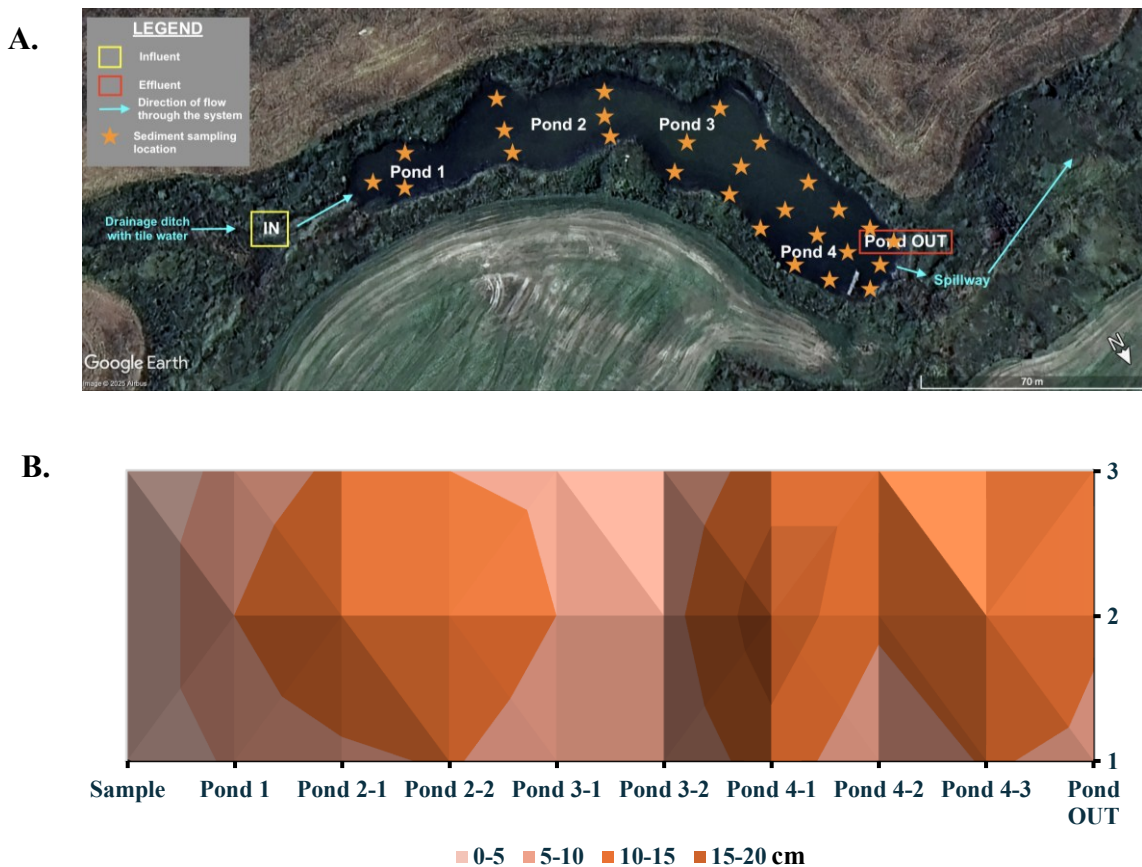 A.
LEGEND
Influent
Effluent
Direction of flow
through the system
Sediment sampling
location
Pond 1
Pond 2
Pond 3
Pond 4
Pond OUT
Drainage ditch
with tile water
IN
Spillway
N
Google Earth
Image © 2025 Airbus
70 m
B.
3
2
1
Sample Pond 1 Pond 2-1 Pond 2-2 Pond 3-1 Pond 3-2 Pond 4-1 Pond 4-2 Pond 4-3 Pond
OUT
0-5 5-10 10-15 15-20 cm